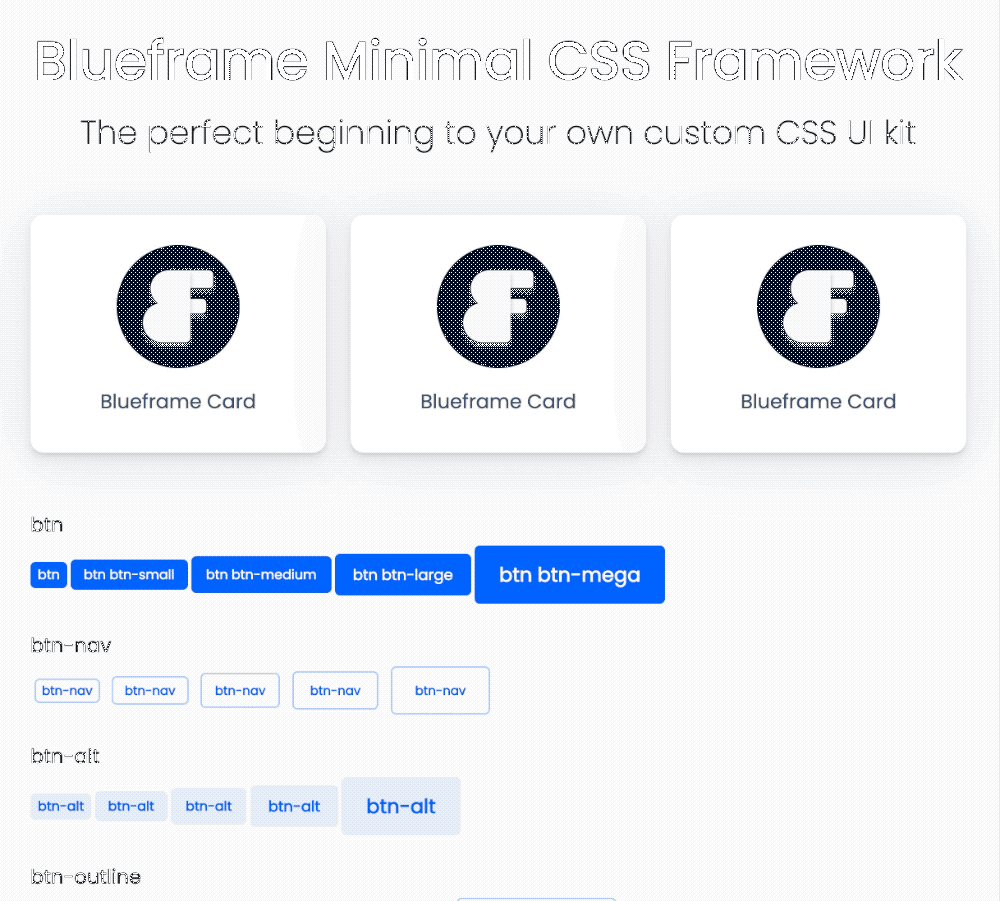 Blueframe Minimal CSS Framework
The perfect beginning to your own custom CSS UI kit
BF BF BF
Blueframe Card Blueframe Card Blueframe Card
btn
btn btn btn-small btn btn-medium btn btn-large btn btn-mega
btn-nav
btn-nav btn-nav btn-nav btn-nav btn-nav
btn-alt
btn-alt btn-alt btn-alt btn-alt btn-alt
btn-outline